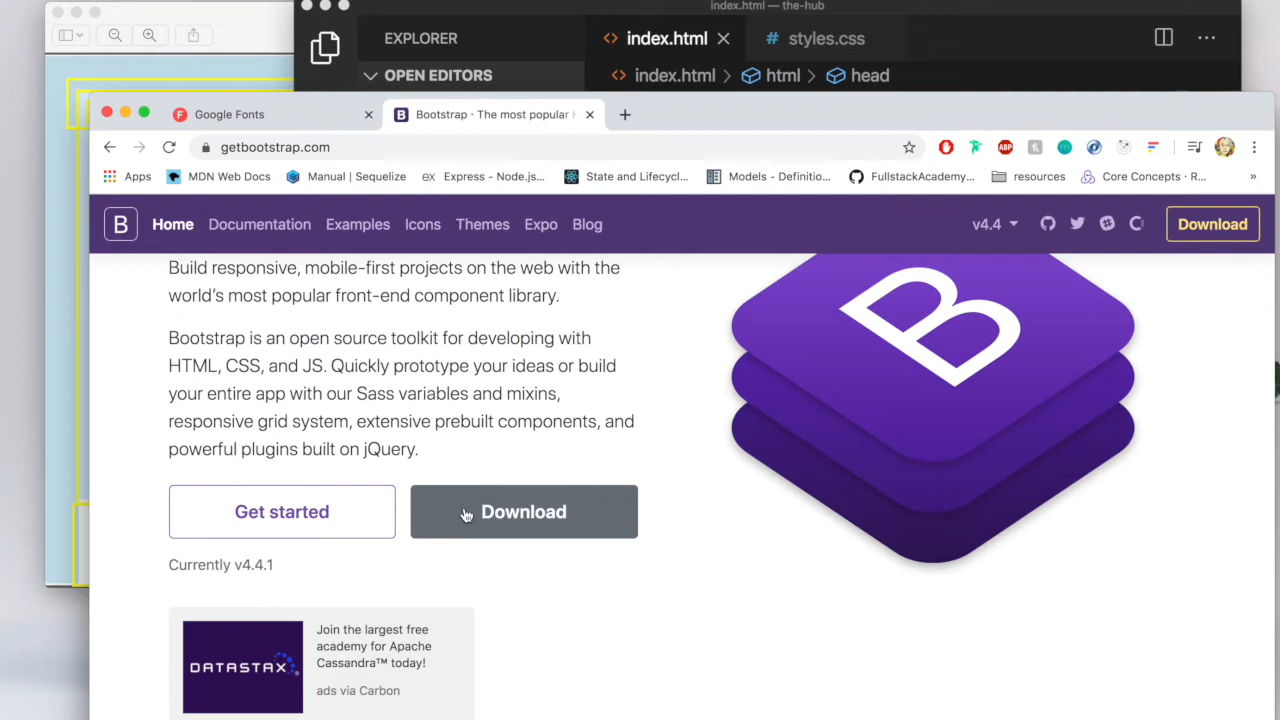 index.html — the-hub
EXPLORER
index.html
# styles.css
OPEN EDITORS
index.html > html > head
Google Fonts
Bootstrap · The most popular
getbootstrap.com
ABP
Apps
MDN Web Docs
Manual | Sequelize
ex Express - Node.js...
State and Lifecycl...
Models - Definitio...
FullstackAcademy...
resources
Core Concepts · R...
»
B
Home
Documentation
Examples
Icons
Themes
Expo
Blog
v4.4
Download
Build responsive, mobile-first projects on the web with the
world’s most popular front-end component library.
Bootstrap is an open source toolkit for developing with
HTML, CSS, and JS. Quickly prototype your ideas or build
your entire app with our Sass variables and mixins,
responsive grid system, extensive prebuilt components, and
powerful plugins built on jQuery.
B
Get started
Download
Currently v4.4.1
DATASTAX
Join the largest free
academy for Apache
Cassandra™ today!
ads via Carbon